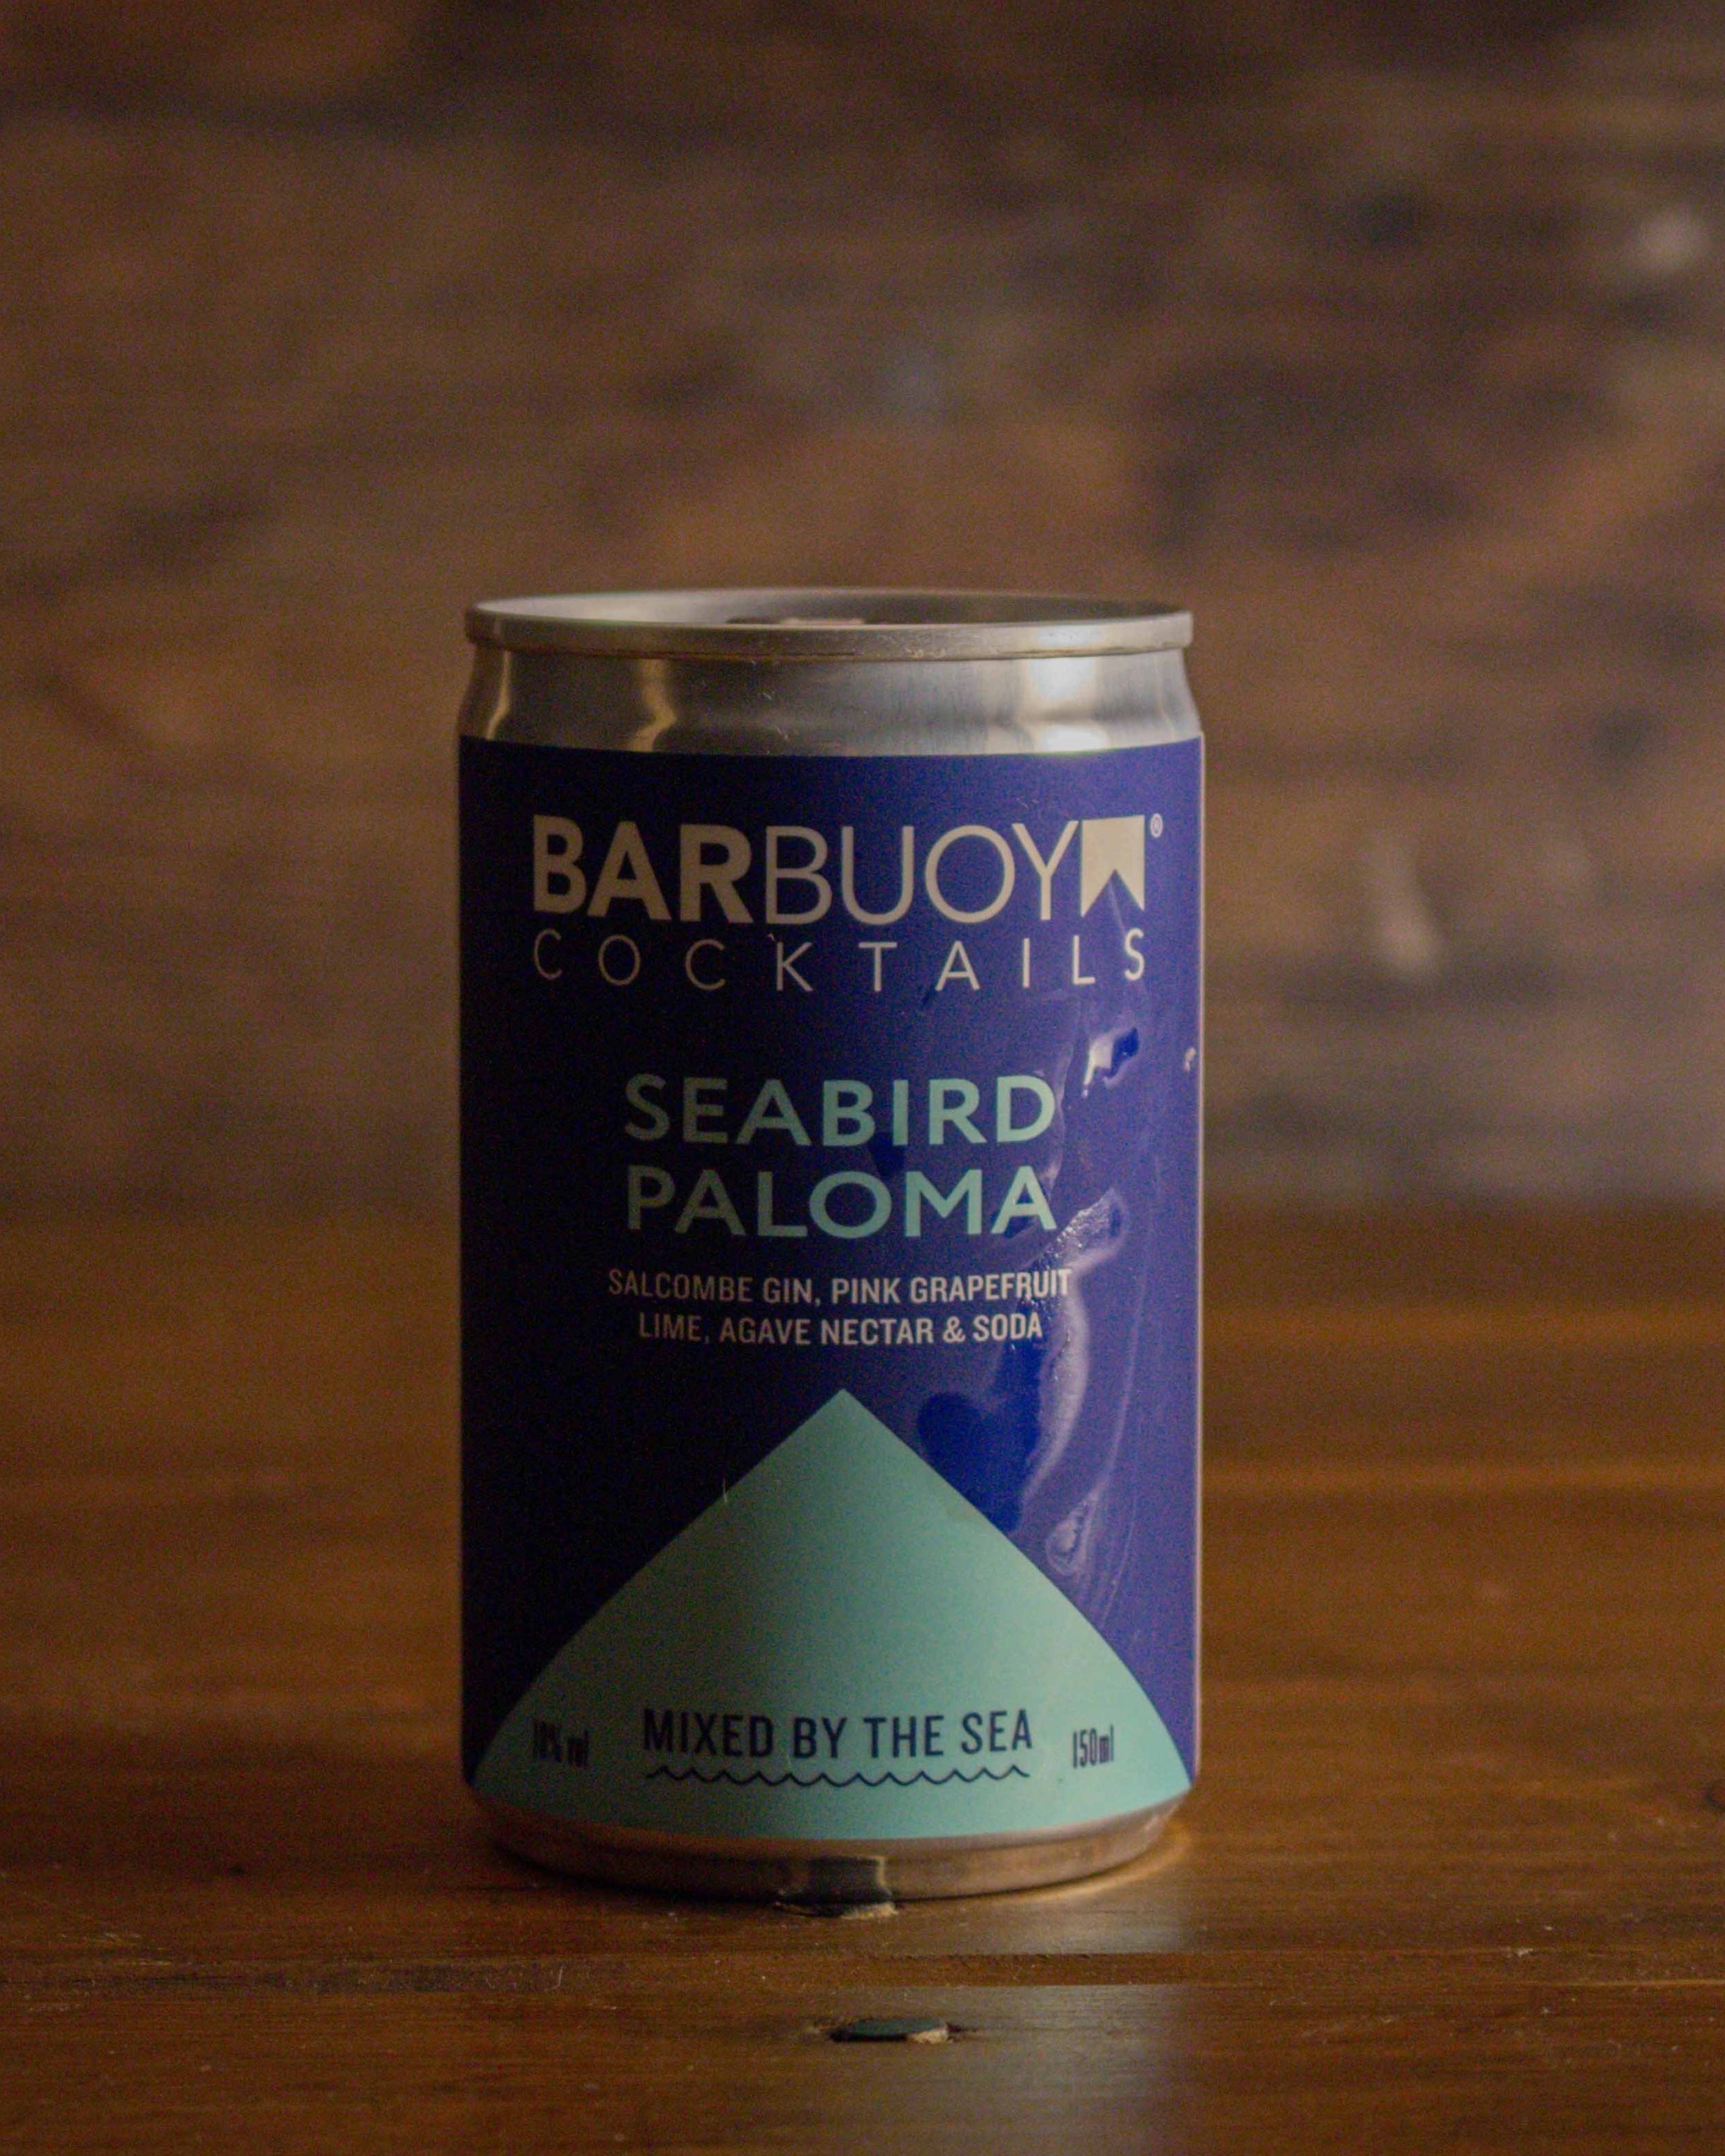 BARBUOY®
COCKTAILS
SEABIRD
PALOMA
SALCOMBE GIN, PINK GRAPEFRUIT
LIME, AGAVE NECTAR & SODA
MIXED BY THE SEA
150ml